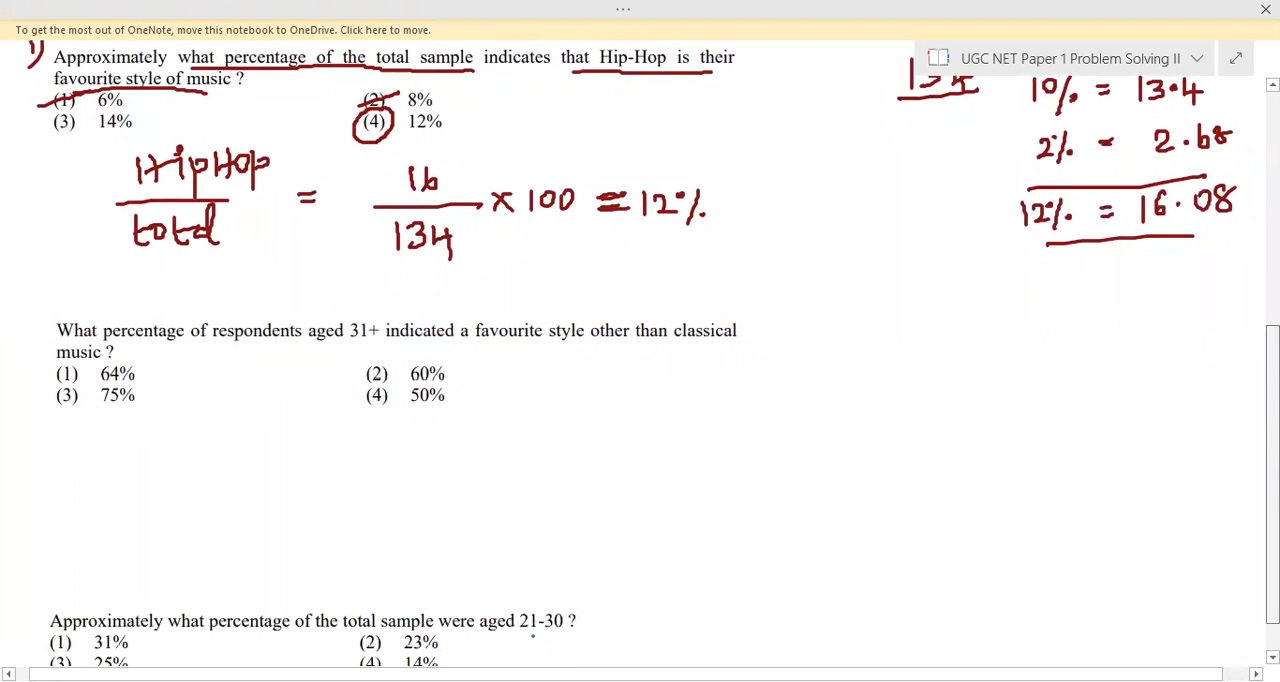 To get the most out of OneNote, move this notebook to OneDrive. Click here to move.
UGC NET Paper 1 Problem Solving II
1) Approximately what percentage of the total sample indicates that Hip-Hop is their
favourite style of music ?
(1) 6% (2) 8%
(3) 14% (4) 12%
134
10% = 13.4
2% = 2.68
12% = 16.08
HipHop
total
= 16
134
× 100 = 12%
What percentage of respondents aged 31+ indicated a favourite style other than classical
music ?
(1) 64% (2) 60%
(3) 75% (4) 50%
Approximately what percentage of the total sample were aged 21-30 ?
(1) 31% (2) 23%
(3) 25% (4) 14%